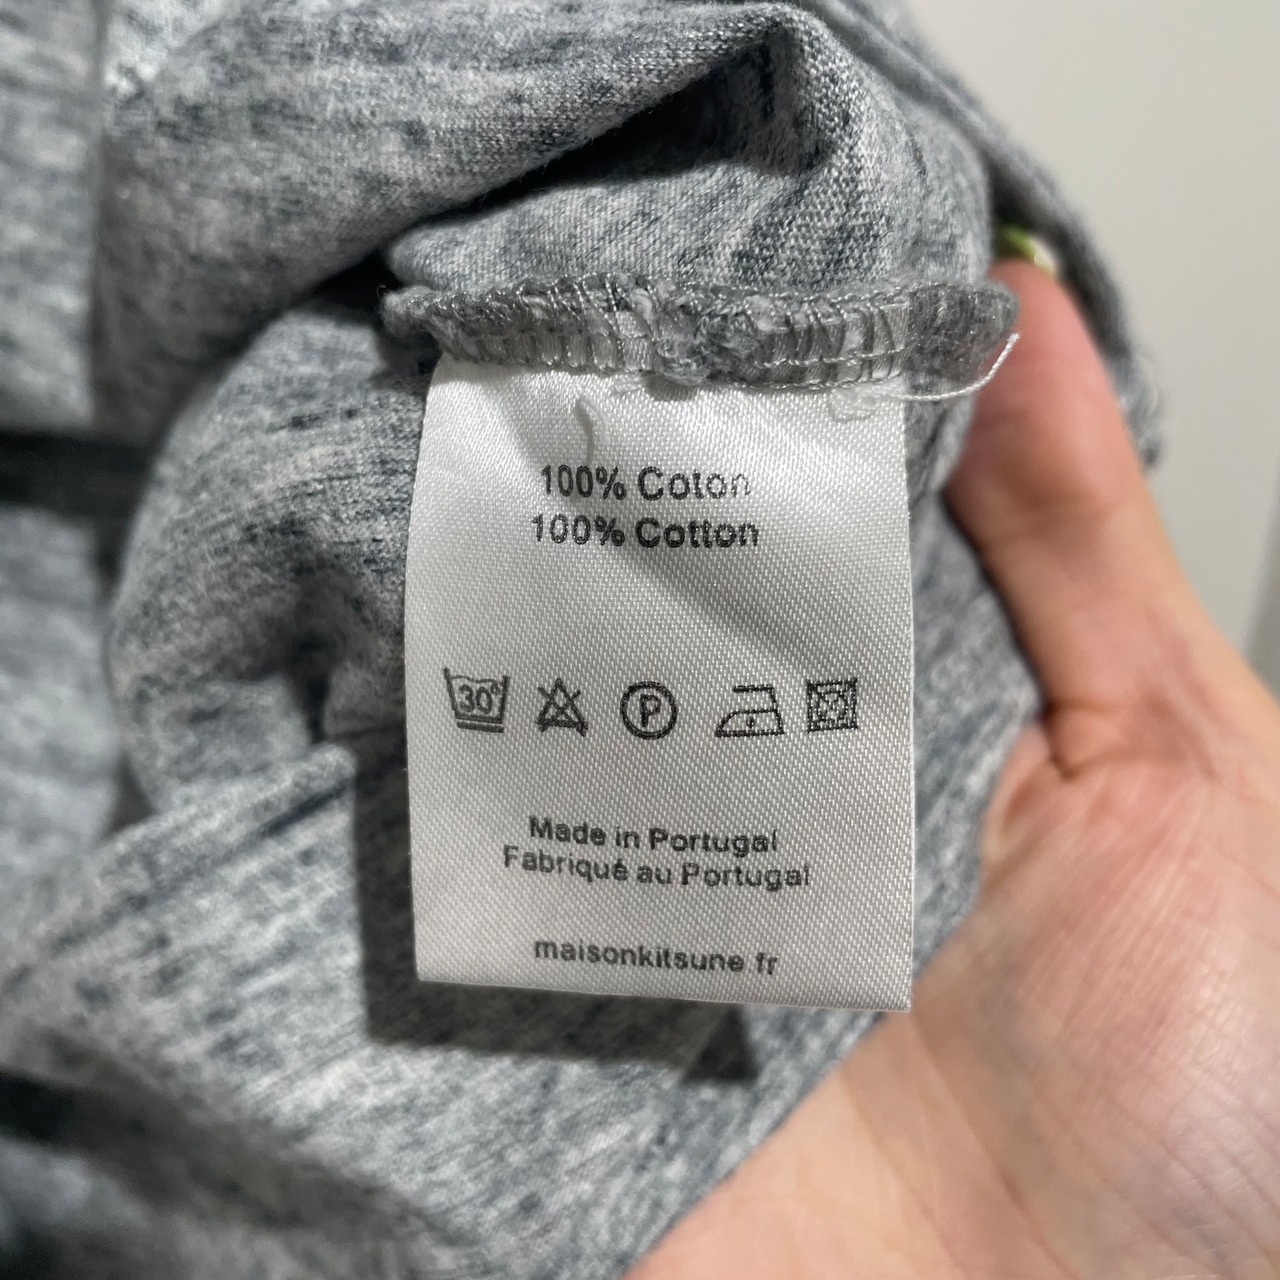 100% Coton
100% Cotton
30°
P
Made in Portugal
Fabriqué au Portugal
maisonkitsune.fr